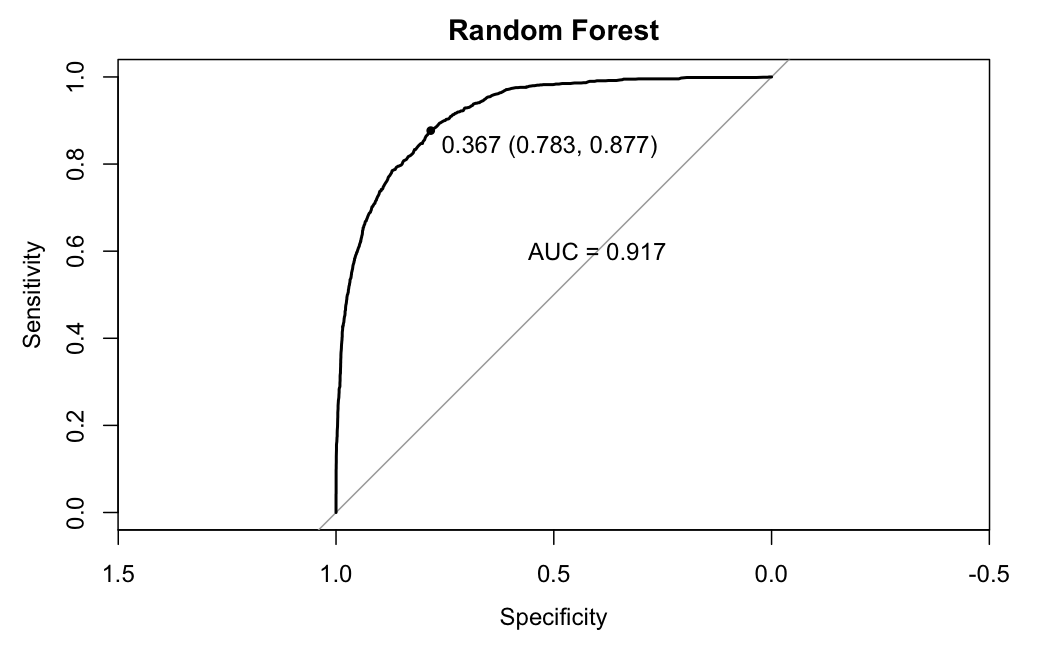 Random Forest
Sensitivity
1.0
0.8
0.6
0.4
0.2
0.0
0.367 (0.783, 0.877)
AUC = 0.917
1.5 1.0 0.5 0.0 -0.5
Specificity